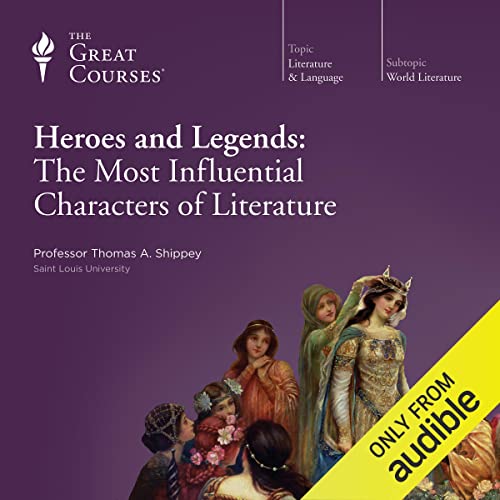 THE
GREAT
COURSES®
Topic
Literature
& Language
Subtopic
World Literature
Heroes and Legends:
The Most Influential
Characters of Literature
Professor Thomas A. Shippey
Saint Louis University
ONLY FROM
audible